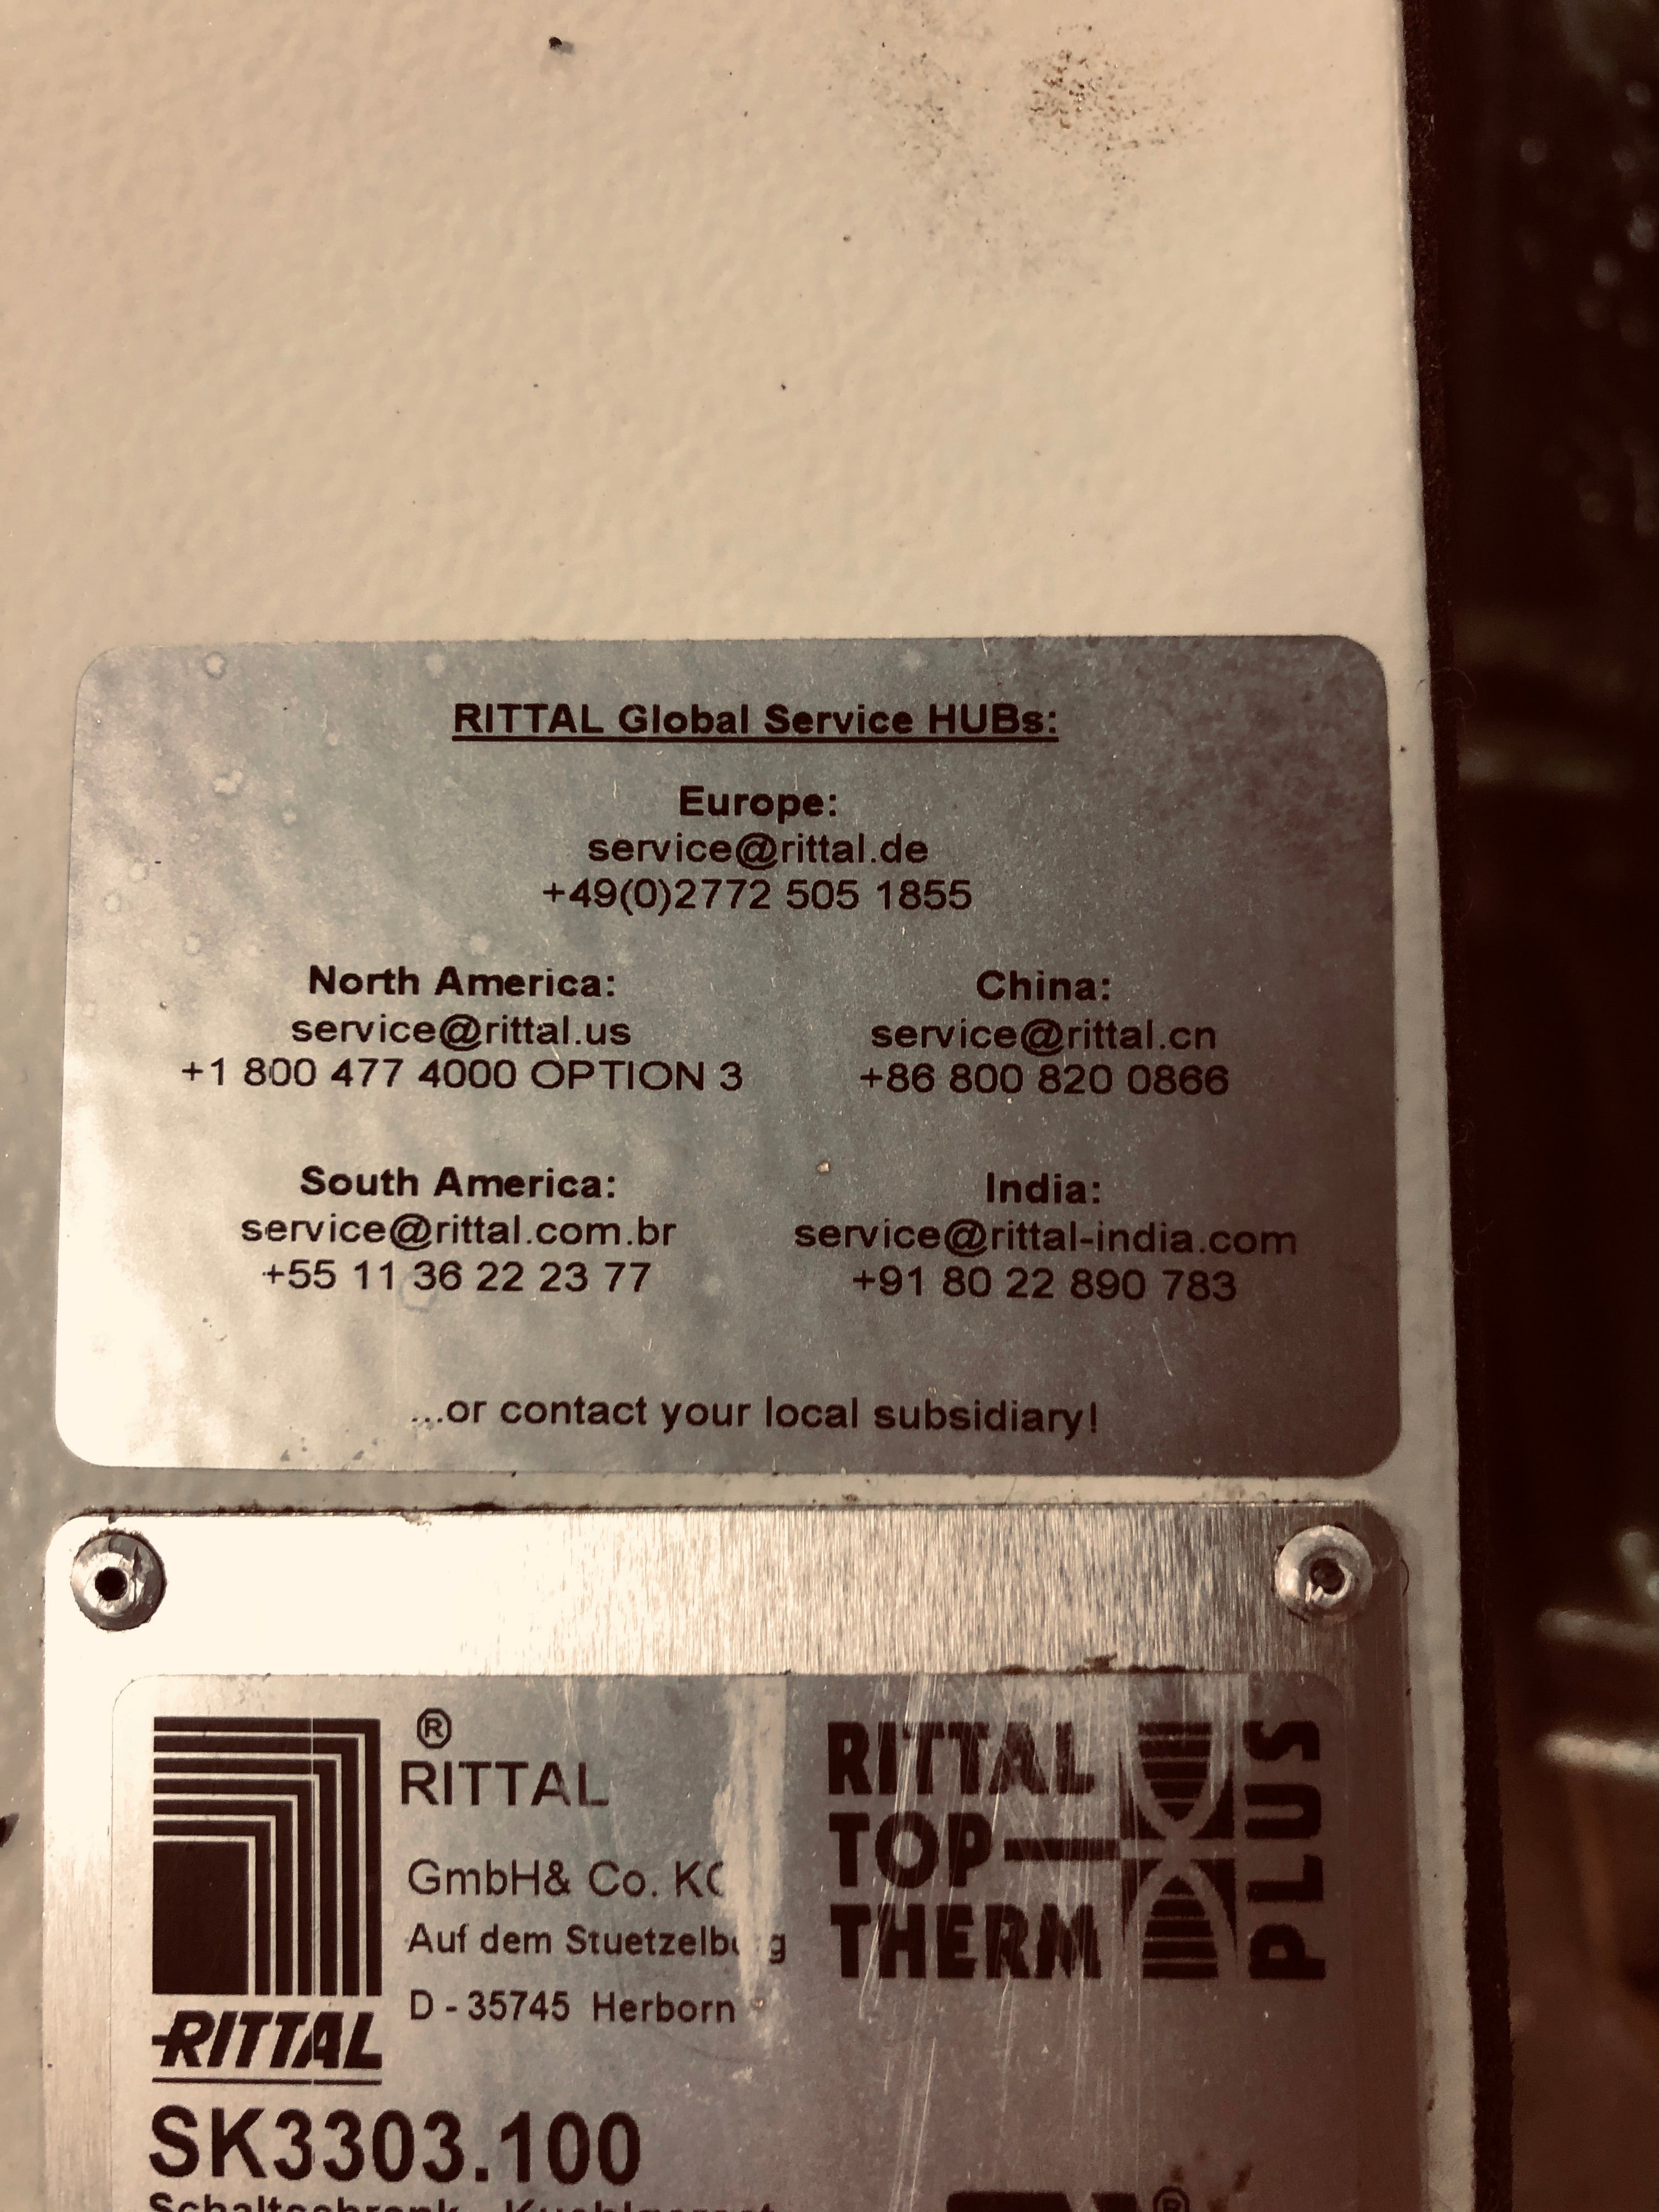 RITTAL Global Service HUBs:
Europe:
service@rittal.de
+49(0)2772 505 1855
North America:
service@rittal.us
+1 800 477 4000 OPTION 3
China:
service@rittal.cn
+86 800 820 0866
South America:
service@rittal.com.br
+55 11 36 22 23 77
India:
service@rittal-india.com
+91 80 22 890 783
...or contact your local subsidiary!
®
RITTAL
GmbH& Co.
Auf dem
D - 35745 Herborn
RITTAL
RITTAL
TOP
THERM
PLUS
SK3303.100
®